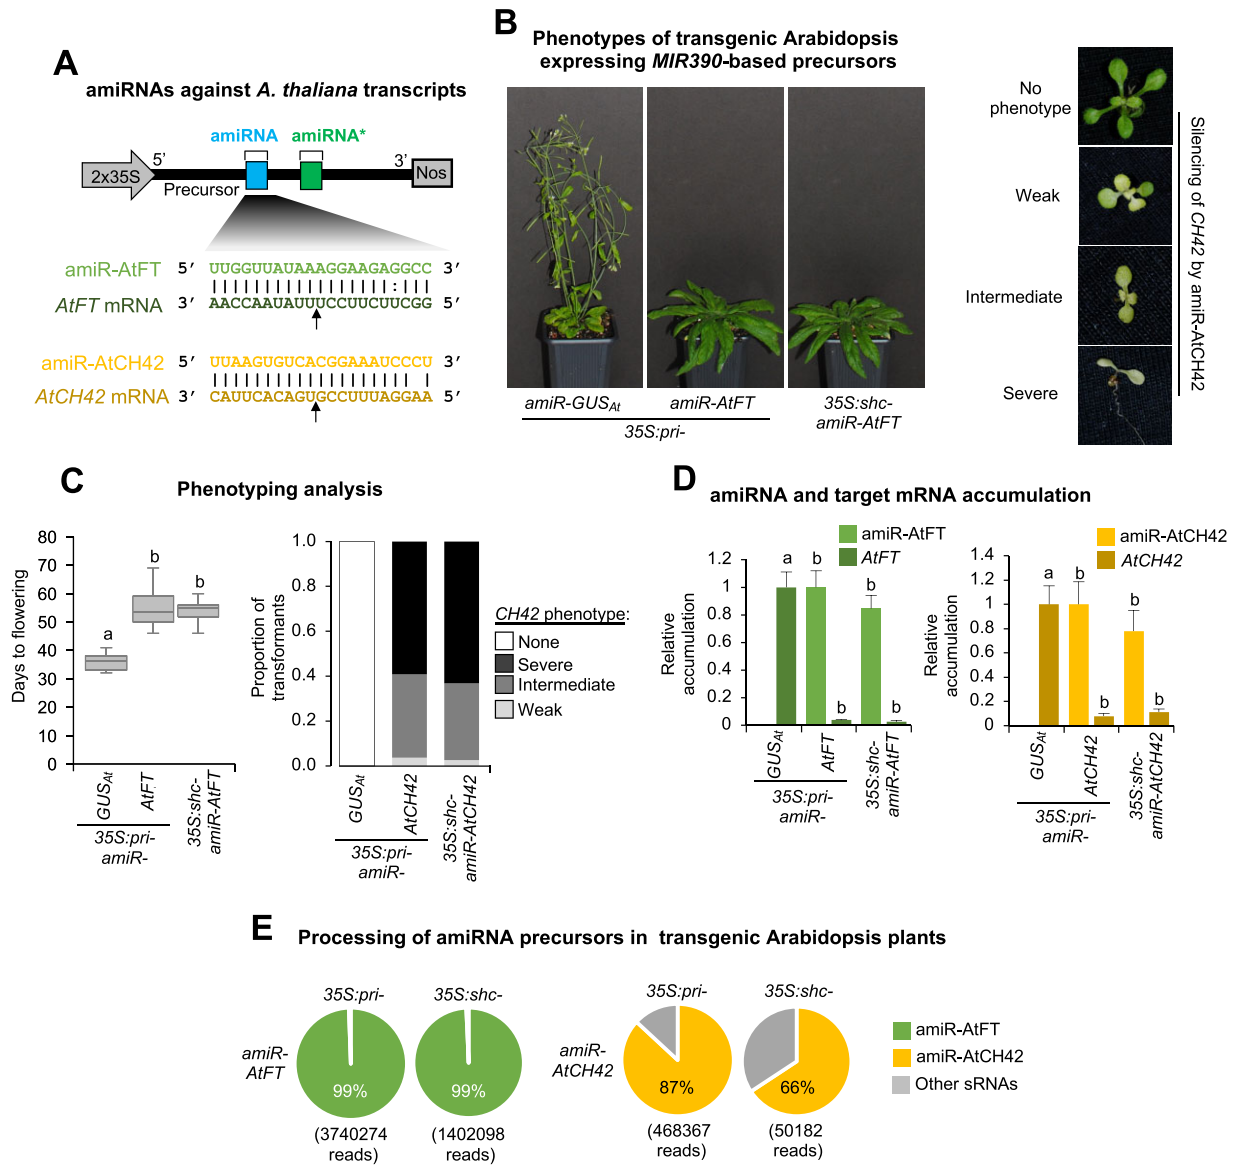 A
amiRNAs against A. thaliana transcripts
amiRNA amiRNA*
5’ 3’
2x35S Precursor Nos
amiR-AtFT 5’ UUGGUUAUAAAGGAAGAGGCC 3’
AtFT mRNA 3’ AACCAAUAUUUCCUUCUUCGG 5’
amiR-AtCH42 5’ UUAAGUGUCACGGAAAUCCCU 3’
AtCH42 mRNA 3’ CAUUCACAGUGCCUUUAGGAA 5’
B
Phenotypes of transgenic Arabidopsis
expressing MIR390-based precursors
amiR-GUSAt amiR-AtFT 35S:shc-
amiR-AtFT
35S:pri-
No
phenotype
Weak
Intermediate
Severe
Silencing of CH42 by amiR-AtCH42
C
Phenotyping analysis
Days to flowering
80
70
60
50
40
30
20
10
0
a
b
b
GUSAt
AtFT
35S:shc-
amiR-AtFT
35S:pri-
amiR-
Proportion of
transformants
1.0
0.8
0.6
0.4
0.2
0.0
GUSAt
AtCH42
35S:shc-
amiR-AtCH42
35S:pri-
amiR-
CH42 phenotype:
None
Severe
Intermediate
Weak
D
amiRNA and target mRNA accumulation
amiR-AtFT
AtFT
Relative
accumulation
1.2
1
0.8
0.6
0.4
0.2
0
a b
b
b
b
GUSAt
AtFT
35S:shc-
amiR-AtFT
35S:pri-
amiR-
amiR-AtCH42
AtCH42
Relative
accumulation
1.4
1.2
1
0.8
0.6
0.4
0.2
0
a b
b
b
b
GUSAt
AtCH42
35S:shc-
amiR-AtCH42
35S:pri-
amiR-
E
Processing of amiRNA precursors in transgenic Arabidopsis plants
35S:pri- 35S:shc-
amiR-
AtFT
99% 99%
(3740274
reads)
(1402098
reads)
35S:pri- 35S:shc-
amiR-
AtCH42
87% 66%
(468367
reads)
(50182
reads)
amiR-AtFT
amiR-AtCH42
Other sRNAs